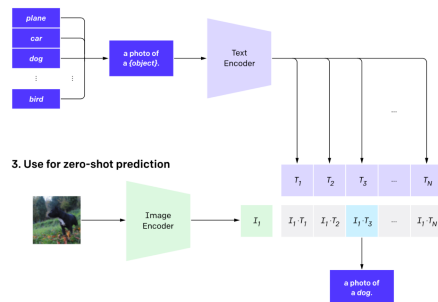 plane
car
dog
⋮ ⋮
bird
a photo of
a {object}.
Text
Encoder
...
3. Use for zero-shot prediction
T1 T2 T3 ... TN
Image
Encoder
I1
I1·T1 I1·T2 I1·T3 ... I1·TN
a photo of
a dog.